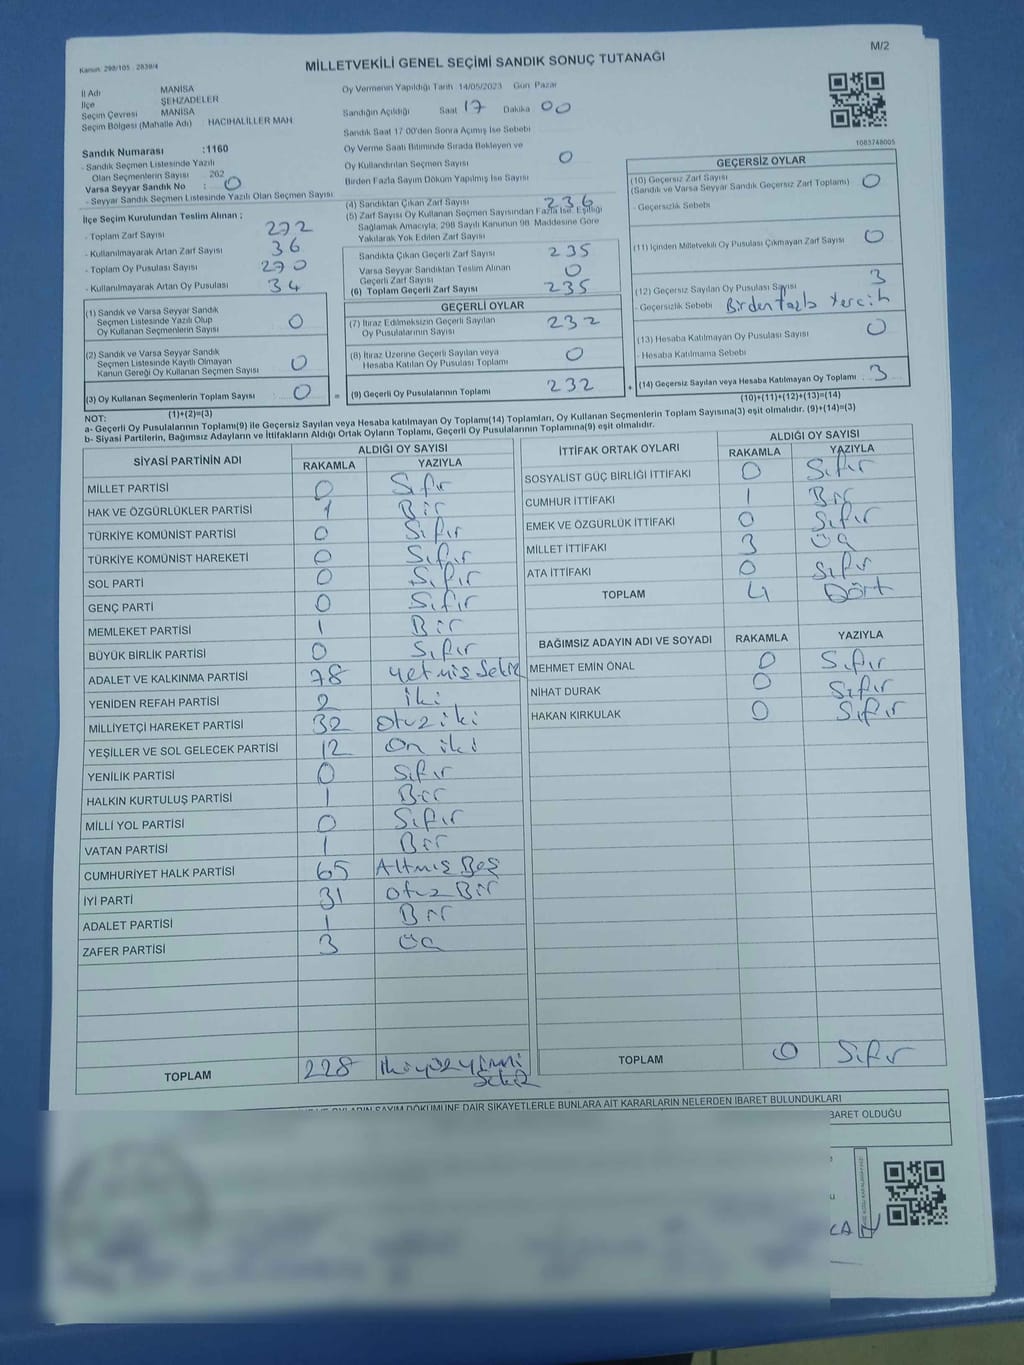 M/2
Kanun: 298/105 - 2839/4
MİLLETVEKİLİ GENEL SEÇİMİ SANDIK SONUÇ TUTANAĞI
İl Adı MANİSA
İlçe ŞEHZADELER
Seçim Çevresi MANİSA
Seçim Bölgesi (Mahalle Adı) : HACIHALİLLER MAH
Sandık Numarası :1160
- Sandık Seçmen Listesinde Yazılı
Olan Seçmenlerin Sayısı 262
Varsa Seyyar Sandık No : 0
- Seyyar Sandık Seçmen Listesinde Yazılı Olan Seçmen Sayısı
İlçe Seçim Kurulundan Teslim Alınan ;
- Toplam Zarf Sayısı 272
- Kullanılmayarak Artan Zarf Sayısı 36
- Toplam Oy Pusulası Sayısı 270
- Kullanılmayarak Artan Oy Pusulası 34
(1) Sandık ve Varsa Seyyar Sandık
Seçmen Listesinde Yazılı Olup
Oy Kullanan Seçmenlerin Sayısı 0
(2) Sandık ve Varsa Seyyar Sandık
Seçmen Listesinde Kayıtlı Olmayan
Kanun Gereği Oy Kullanan Seçmen Sayısı 0
(3) Oy Kullanan Seçmenlerin Toplam Sayısı 0
(1)+(2)=(3)
Oy Vermenin Yapıldığı Tarih 14/05/2023 Gün Pazar
Sandığın Açıldığı Saat 17 Dakika 00
Sandık Saat 17 00'den Sonra Açımış İse Sebebi
Oy Verme Saati Bitiminde Sırada Bekleyen ve
Oy Kullandırılan Seçmen Sayısı 0
Birden Fazla Sayım Döküm Yapılmış İse Sayısı
(4) Sandıktan Çıkan Zarf Sayısı 236
(5) Zarf Sayısı Oy Kullanan Seçmen Sayısından Fazla İse, Eşitliği
Sağlamak Amacıyla, 298 Sayılı Kanunun 98. Maddesine Göre
Yakılarak Yok Edilen Zarf Sayısı
Sandıkta Çıkan Geçerli Zarf Sayısı 235
Varsa Seyyar Sandıktan Teslim Alınan
Geçerli Zarf Sayısı 0
(6) Toplam Geçerli Zarf Sayısı 235
GEÇERLİ OYLAR
(7) İtiraz Edilmeksizin Geçerli Sayılan
Oy Pusulalarının Sayısı 232
(8) İtiraz Üzerine Geçerli Sayılan veya
Hesaba Katılan Oy Pusulası Toplamı 0
= (9) Geçerli Oy Pusulalarının Toplamı 232 +
1083748005
GEÇERSİZ OYLAR
(10) Geçersiz Zarf Sayısı 0
(Sandık ve Varsa Seyyar Sandık Geçersiz Zarf Toplamı)
- Geçersizlik Sebebi
(11) İçinden Milletvekili Oy Pusulası Çıkmayan Zarf Sayısı 0
(12) Geçersiz Sayılan Oy Pusulası Sayısı 3
- Geçersizlik Sebebi Birden fazla tercih
(13) Hesaba Katılmayan Oy Pusulası Sayısı 0
- Hesaba Katılmama Sebebi
(14) Geçersiz Sayılan veya Hesaba Katılmayan Oy Toplamı 3
(10)+(11)+(12)+(13)=(14)
NOT:
a- Geçerli Oy Pusulalarının Toplamı(9) ile Geçersiz Sayılan veya Hesaba katılmayan Oy Toplamı(14) Toplamları, Oy Kullanan Seçmenlerin Toplam Sayısına(3) eşit olmalıdır. (9)+(14)=(3)
b- Siyasi Partilerin, Bağımsız Adayların ve İttifakların Aldığı Ortak Oyların Toplamı, Geçerli Oy Pusulalarının Toplamına(9) eşit olmalıdır.
SİYASİ PARTİNİN ADI ALDIĞI OY SAYISI
RAKAMLA YAZIYLA
MİLLET PARTİSİ 0 Sıfır
HAK VE ÖZGÜRLÜKLER PARTİSİ 1 Bir
TÜRKİYE KOMÜNİST PARTİSİ 0 Sıfır
TÜRKİYE KOMÜNİST HAREKETİ 0 Sıfır
SOL PARTİ 0 Sıfır
GENÇ PARTİ 0 Sıfır
MEMLEKET PARTİSİ 1 Bir
BÜYÜK BİRLİK PARTİSİ 0 Sıfır
ADALET VE KALKINMA PARTİSİ 78 Yetmiş Sekiz
YENİDEN REFAH PARTİSİ 2 İki
MİLLİYETÇİ HAREKET PARTİSİ 32 Otuz iki
YEŞİLLER VE SOL GELECEK PARTİSİ 12 On iki
YENİLİK PARTİSİ 0 Sıfır
HALKIN KURTULUŞ PARTİSİ 1 Bir
MİLLİ YOL PARTİSİ 0 Sıfır
VATAN PARTİSİ 1 Bir
CUMHURİYET HALK PARTİSİ 65 Altmış Beş
İYİ PARTİ 31 Otuz Bir
ADALET PARTİSİ 1 Bir
ZAFER PARTİSİ 3 Üç
TOPLAM 228 İkiyüzyirmi
Sekiz
İTTİFAK ORTAK OYLARI ALDIĞI OY SAYISI
RAKAMLA YAZIYLA
SOSYALİST GÜÇ BİRLİĞİ İTTİFAKI 0 Sıfır
CUMHUR İTTİFAKI 1 Bir
EMEK VE ÖZGÜRLÜK İTTİFAKI 0 Sıfır
MİLLET İTTİFAKI 3 Üç
ATA İTTİFAKI 0 Sıfır
TOPLAM 4 Dört
BAĞIMSIZ ADAYIN ADI VE SOYADI RAKAMLA YAZIYLA
MEHMET EMİN ÖNAL 0 Sıfır
NİHAT DURAK 0 Sıfır
HAKAN KIRKULAK 0 Sıfır
TOPLAM 0 Sıfır
OYLARIN SAYIM DÖKÜMÜNE DAİR ŞİKAYETLERLE BUNLARA AİT KARARLARIN NELERDEN İBARET BULUNDUKLARI
BARET OLDUĞU